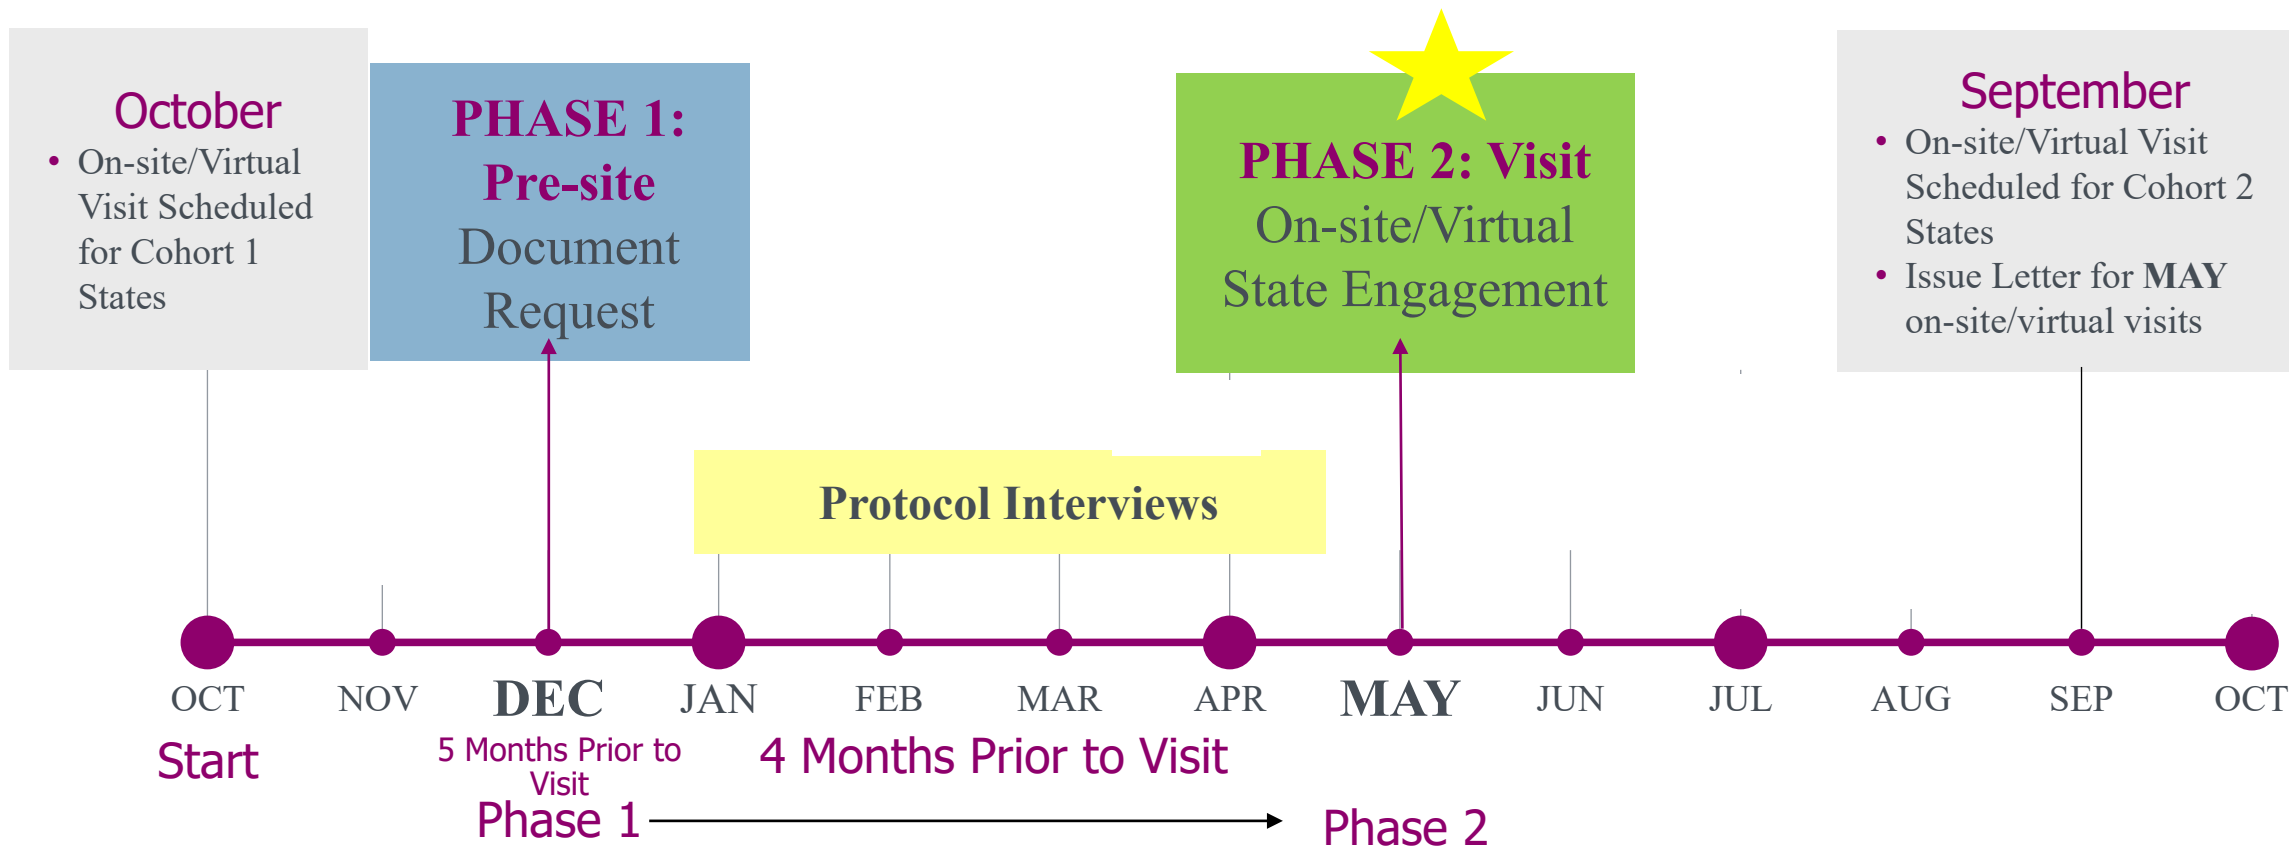 October
• On-site/Virtual
Visit Scheduled
for Cohort 1
States
PHASE 1:
Pre-site
Document
Request
PHASE 2: Visit
On-site/Virtual
State Engagement
September
• On-site/Virtual Visit
Scheduled for Cohort 2
States
• Issue Letter for MAY
on-site/virtual visits
Protocol Interviews
OCT NOV DEC JAN FEB MAR APR MAY JUN JUL AUG SEP OCT
Start
5 Months Prior to
Visit
4 Months Prior to Visit
Phase 1
Phase 2